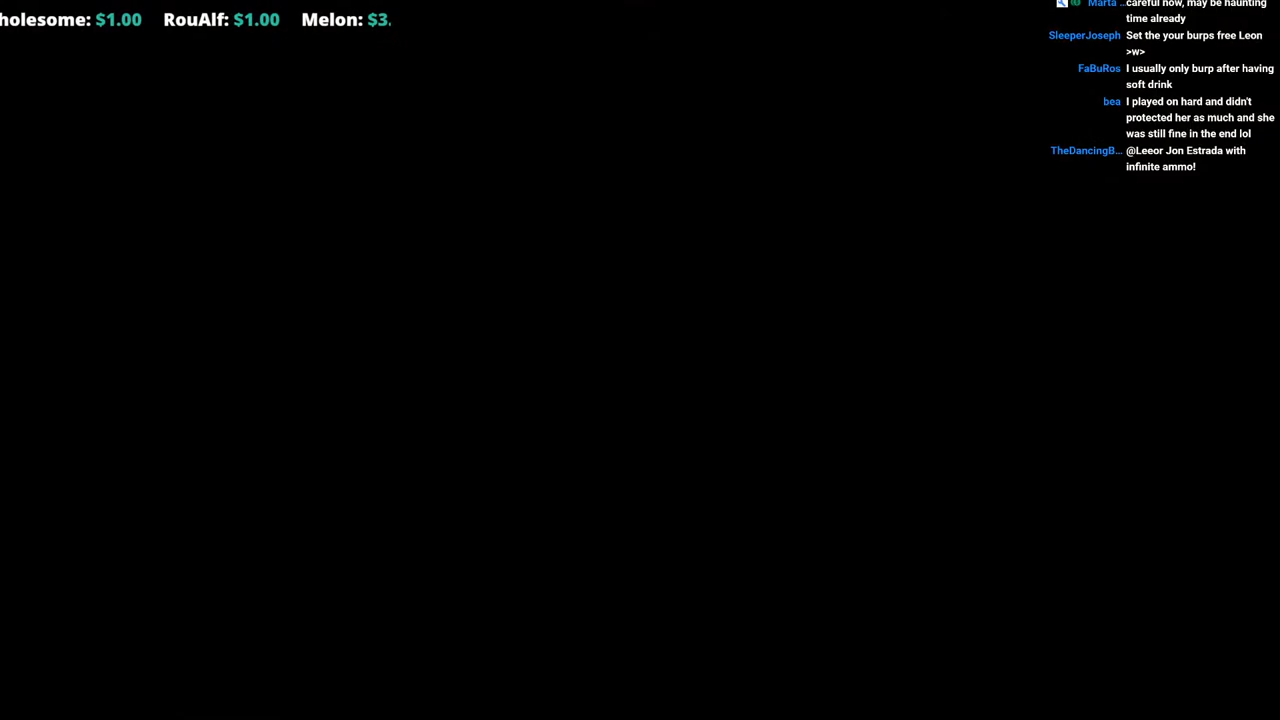 holesome: $1.00 RouAlf: $1.00 Melon: $3.
Marta .. careful now, may be haunting
time already
SleeperJoseph Set the your burps free Leon
>w>
FaBuRos I usually only burp after having
soft drink
bea I played on hard and didn't
protected her as much and she
was still fine in the end lol
TheDancingB... @Leeor Jon Estrada with
infinite ammo!